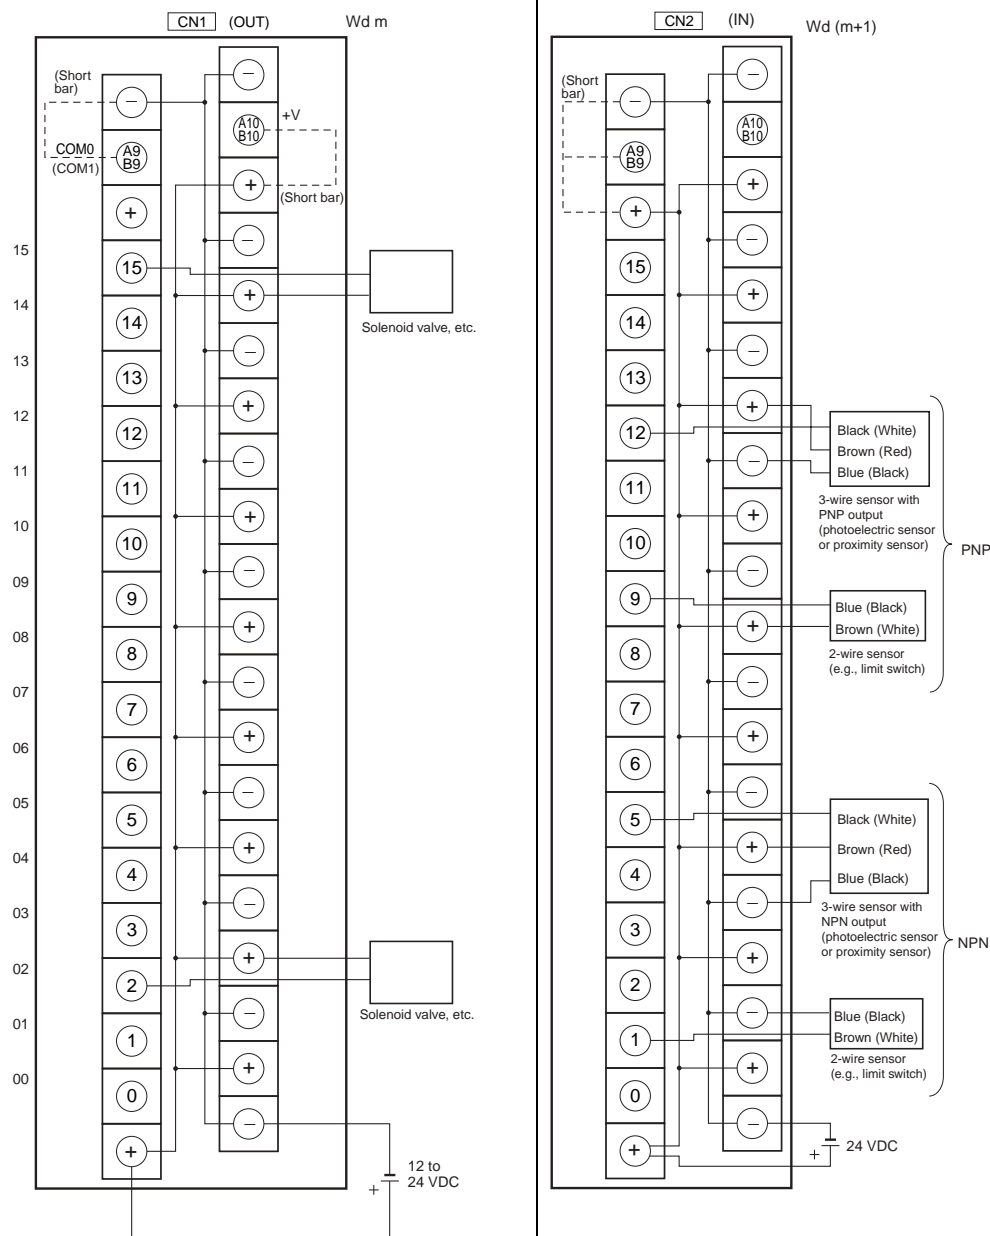 CN1 (OUT) Wd m
(Short
bar)
−
−
A10
B10
+V
COM0
(COM1)
A9
B9
+
(Short bar)
+
−
15
15
+
Solenoid valve, etc.
14
14
−
13
13
+
12
12
−
11
11
+
10
10
−
09
9
+
08
8
−
07
7
+
06
6
−
05
5
+
04
4
−
03
3
+
02
2
−
Solenoid valve, etc.
01
1
+
00
0
−
+
12 to
24 VDC
+
CN2 (IN) Wd (m+1)
(Short
bar)
−
−
A10
B10
A9
B9
+
+
−
15
+
14
−
13
+
12
−
Black (White)
Brown (Red)
Blue (Black)
3-wire sensor with
PNP output
(photoelectric sensor
or proximity sensor)
PNP
11
+
10
−
9
+
Blue (Black)
Brown (White)
2-wire sensor
(e.g., limit switch)
8
−
7
+
6
−
5
+
Black (White)
Brown (Red)
Blue (Black)
3-wire sensor with
NPN output
(photoelectric sensor
or proximity sensor)
NPN
4
−
3
+
2
−
1
+
Blue (Black)
Brown (White)
2-wire sensor
(e.g., limit switch)
0
−
+
24 VDC
+